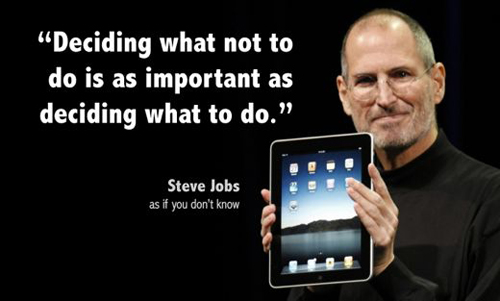 “Deciding what not to
do is as important as
deciding what to do.”
Steve Jobs
as if you don't know